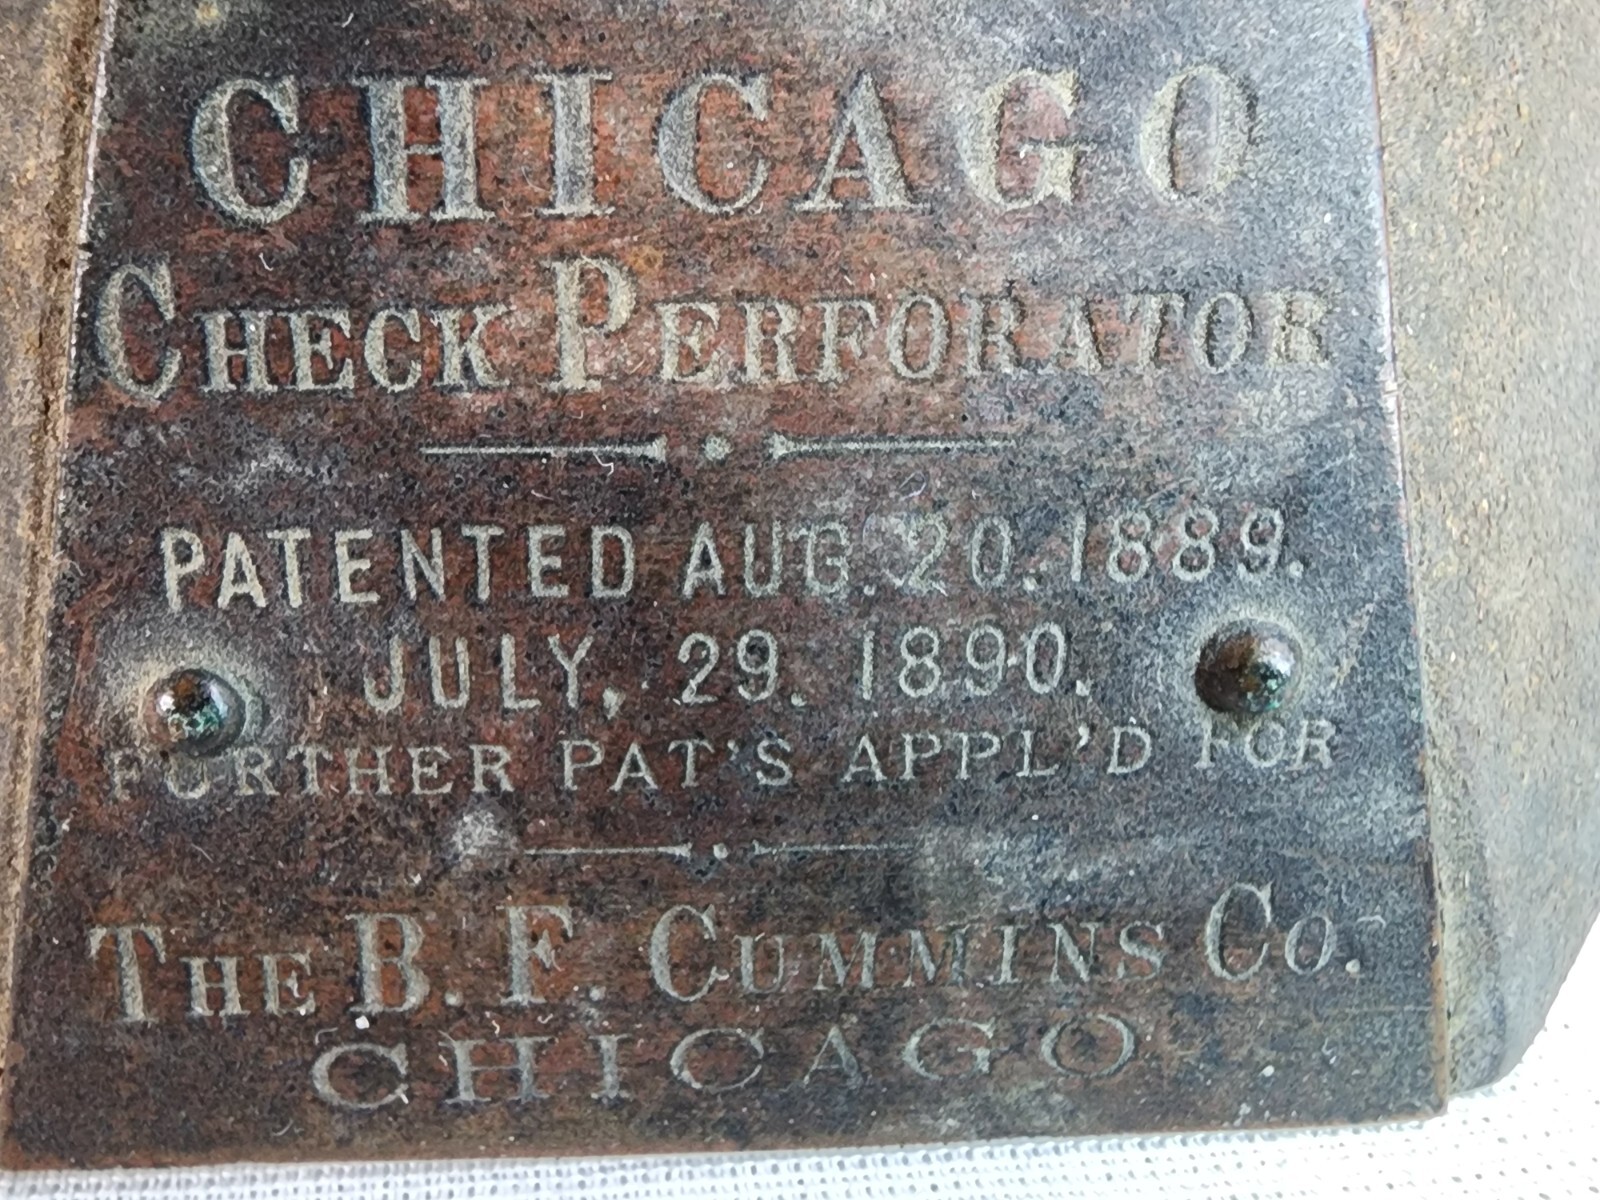 CHICAGO
CHECK PERFORATOR
PATENTED AUG. 20. 1889.
JULY, 29. 1890.
FURTHER PAT'S APPL'D FOR
THE B. F. CUMMINS CO.
CHICAGO